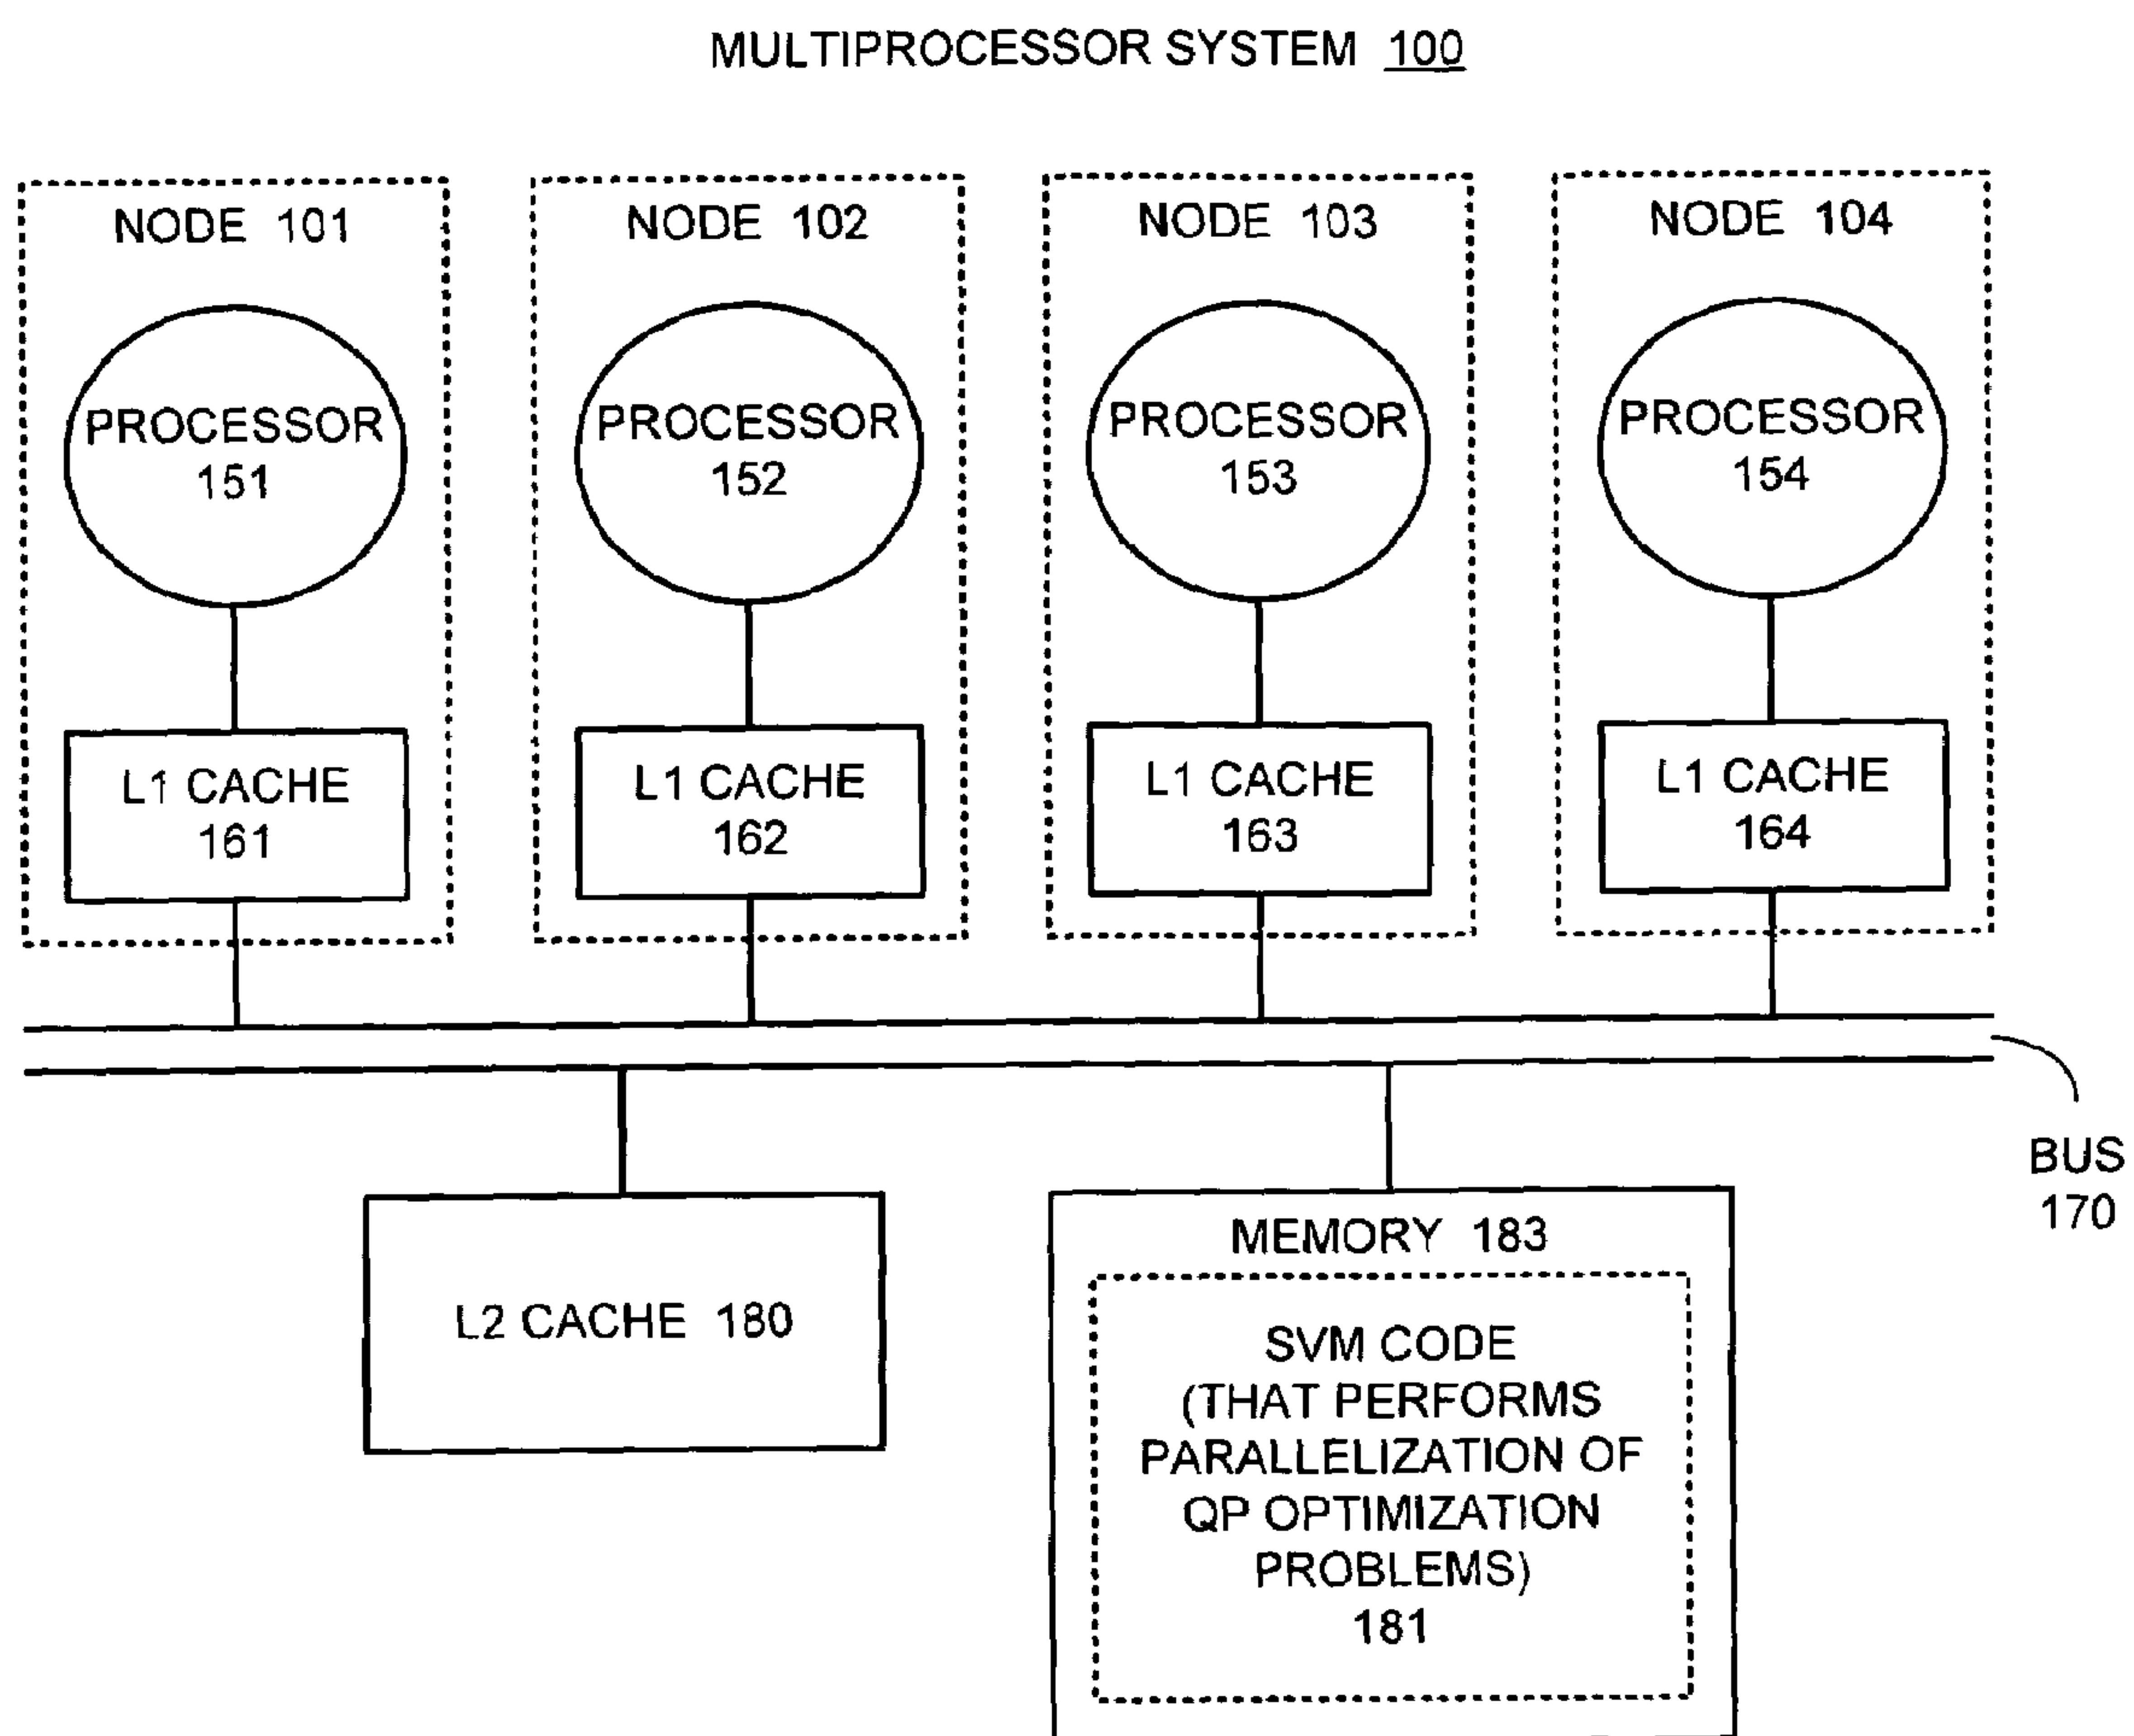 MULTIPROCESSOR SYSTEM 100
NODE 101
NODE 102
NODE 103
NODE 104
PROCESSOR
151
PROCESSOR
152
PROCESSOR
153
PROCESSOR
154
L1 CACHE
161
L1 CACHE
162
L1 CACHE
163
L1 CACHE
164
BUS
170
L2 CACHE 180
MEMORY 183
SVM CODE
(THAT PERFORMS
PARALLELIZATION OF
QP OPTIMIZATION
PROBLEMS)
181